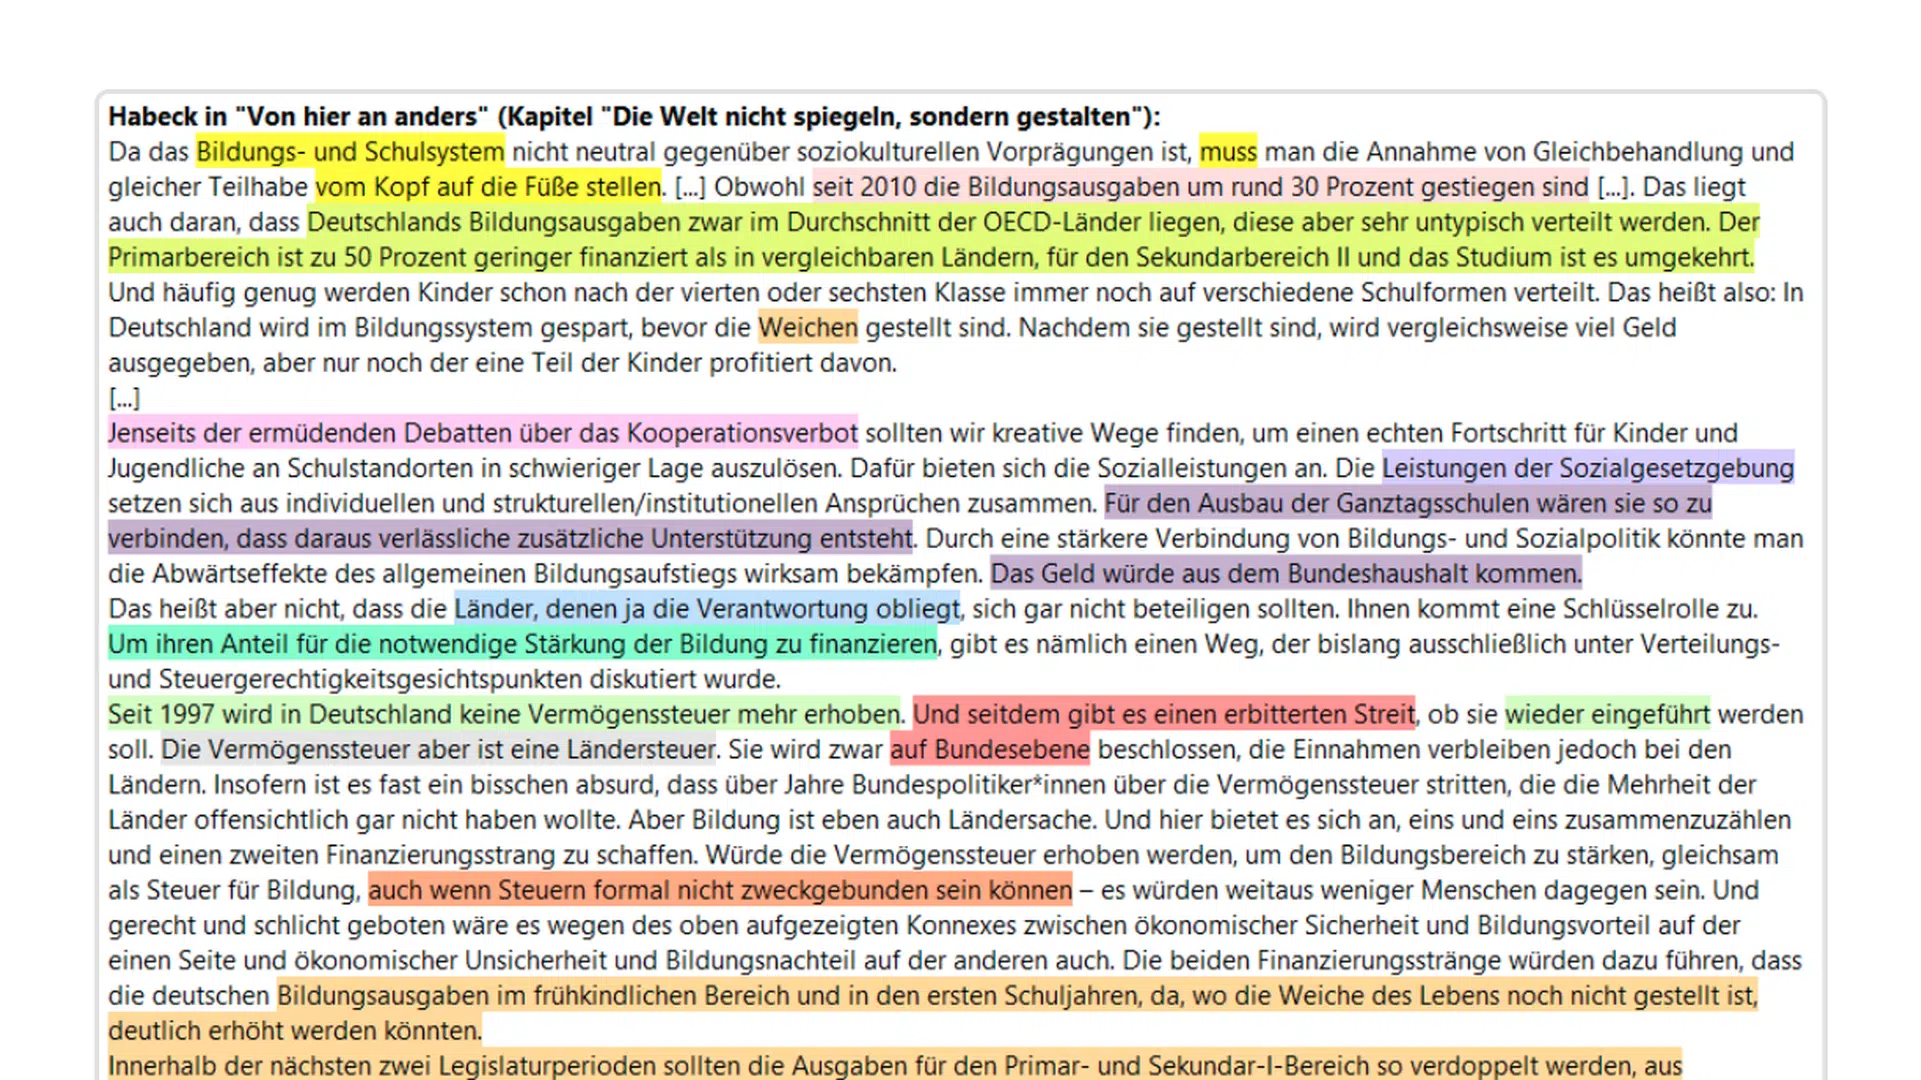 Habeck in "Von hier an anders" (Kapitel "Die Welt nicht spiegeln, sondern gestalten"):
Da das Bildungs- und Schulsystem nicht neutral gegenüber soziokulturellen Vorprägungen ist, muss man die Annahme von Gleichbehandlung und
gleicher Teilhabe vom Kopf auf die Füße stellen. [...] Obwohl seit 2010 die Bildungsausgaben um rund 30 Prozent gestiegen sind [...]. Das liegt
auch daran, dass Deutschlands Bildungsausgaben zwar im Durchschnitt der OECD-Länder liegen, diese aber sehr untypisch verteilt werden. Der
Primarbereich ist zu 50 Prozent geringer finanziert als in vergleichbaren Ländern, für den Sekundarbereich II und das Studium ist es umgekehrt.
Und häufig genug werden Kinder schon nach der vierten oder sechsten Klasse immer noch auf verschiedene Schulformen verteilt. Das heißt also: In
Deutschland wird im Bildungssystem gespart, bevor die Weichen gestellt sind. Nachdem sie gestellt sind, wird vergleichsweise viel Geld
ausgegeben, aber nur noch der eine Teil der Kinder profitiert davon.
[...]
Jenseits der ermüdenden Debatten über das Kooperationsverbot sollten wir kreative Wege finden, um einen echten Fortschritt für Kinder und
Jugendliche an Schulstandorten in schwieriger Lage auszulösen. Dafür bieten sich die Sozialleistungen an. Die Leistungen der Sozialgesetzgebung
setzen sich aus individuellen und strukturellen/institutionellen Ansprüchen zusammen. Für den Ausbau der Ganztagsschulen wären sie so zu
verbinden, dass daraus verlässliche zusätzliche Unterstützung entsteht. Durch eine stärkere Verbindung von Bildungs- und Sozialpolitik könnte man
die Abwärtseffekte des allgemeinen Bildungsaufstiegs wirksam bekämpfen. Das Geld würde aus dem Bundeshaushalt kommen.
Das heißt aber nicht, dass die Länder, denen ja die Verantwortung obliegt, sich gar nicht beteiligen sollten. Ihnen kommt eine Schlüsselrolle zu.
Um ihren Anteil für die notwendige Stärkung der Bildung zu finanzieren, gibt es nämlich einen Weg, der bislang ausschließlich unter Verteilungs-
und Steuergerechtigkeitsgesichtspunkten diskutiert wurde.
Seit 1997 wird in Deutschland keine Vermögenssteuer mehr erhoben. Und seitdem gibt es einen erbitterten Streit, ob sie wieder eingeführt werden
soll. Die Vermögenssteuer aber ist eine Ländersteuer. Sie wird zwar auf Bundesebene beschlossen, die Einnahmen verbleiben jedoch bei den
Ländern. Insofern ist es fast ein bisschen absurd, dass über Jahre Bundespolitiker*innen über die Vermögenssteuer stritten, die die Mehrheit der
Länder offensichtlich gar nicht haben wollte. Aber Bildung ist eben auch Ländersache. Und hier bietet es sich an, eins und eins zusammenzuzählen
und einen zweiten Finanzierungsstrang zu schaffen. Würde die Vermögenssteuer erhoben werden, um den Bildungsbereich zu stärken, gleichsam
als Steuer für Bildung, auch wenn Steuern formal nicht zweckgebunden sein können – es würden weitaus weniger Menschen dagegen sein. Und
gerecht und schlicht geboten wäre es wegen des oben aufgezeigten Konnexes zwischen ökonomischer Sicherheit und Bildungsvorteil auf der
einen Seite und ökonomischer Unsicherheit und Bildungsnachteil auf der anderen auch. Die beiden Finanzierungsstränge würden dazu führen, dass
die deutschen Bildungsausgaben im frühkindlichen Bereich und in den ersten Schuljahren, da, wo die Weiche des Lebens noch nicht gestellt ist,
deutlich erhöht werden könnten.
Innerhalb der nächsten zwei Legislaturperioden sollten die Ausgaben für den Primar- und Sekundar-I-Bereich so verdoppelt werden, aus